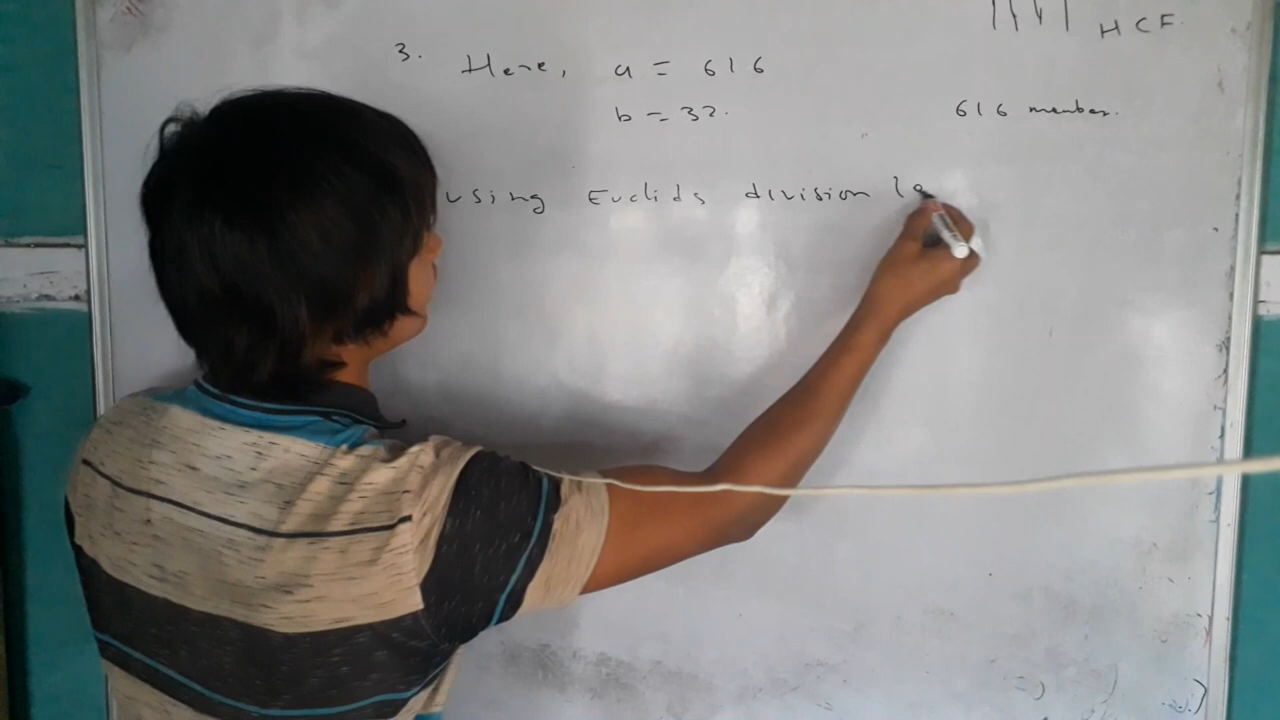 HCF
3. Here, a = 616
b = 32.
616 member.
using Euclids division le